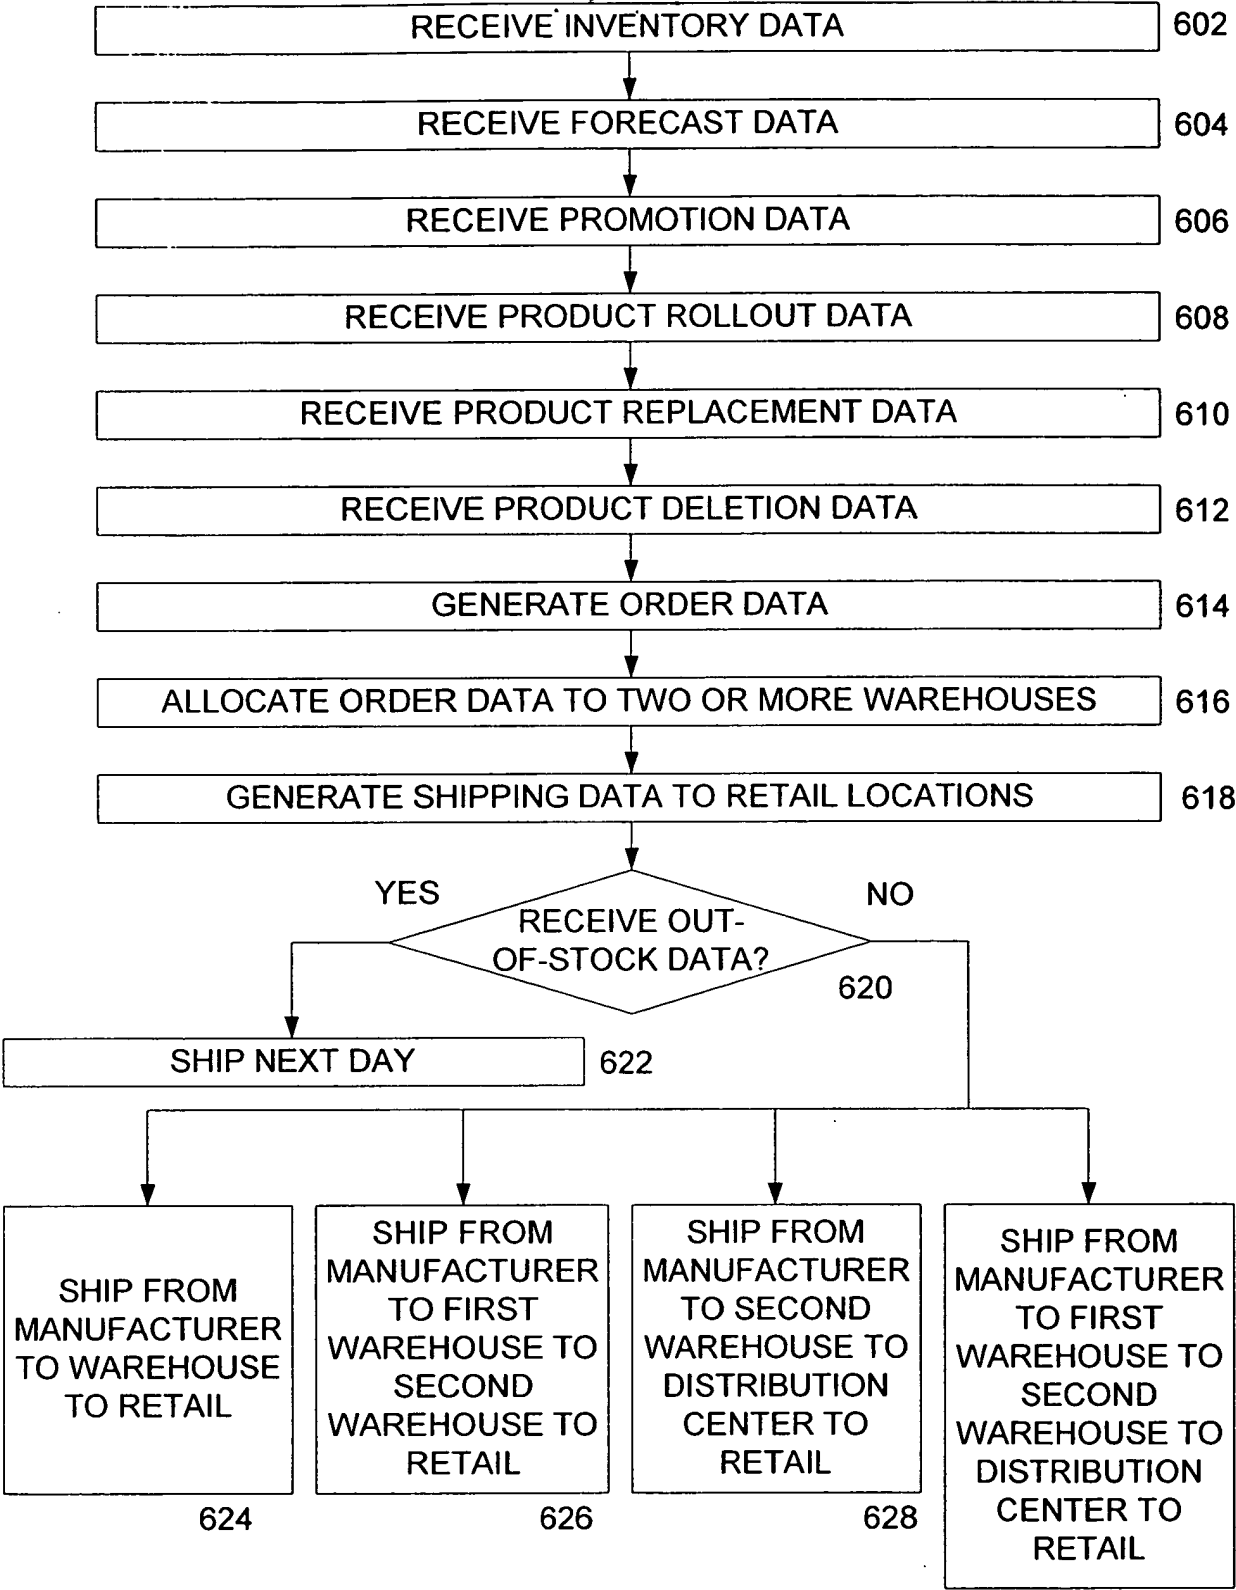 RECEIVE INVENTORY DATA
602
RECEIVE FORECAST DATA
604
RECEIVE PROMOTION DATA
606
RECEIVE PRODUCT ROLLOUT DATA
608
RECEIVE PRODUCT REPLACEMENT DATA
610
RECEIVE PRODUCT DELETION DATA
612
GENERATE ORDER DATA
614
ALLOCATE ORDER DATA TO TWO OR MORE WAREHOUSES
616
GENERATE SHIPPING DATA TO RETAIL LOCATIONS
618
YES
NO
RECEIVE OUT-
OF-STOCK DATA?
620
SHIP NEXT DAY
622
SHIP FROM
MANUFACTURER
TO WAREHOUSE
TO RETAIL
624
SHIP FROM
MANUFACTURER
TO FIRST
WAREHOUSE TO
SECOND
WAREHOUSE TO
RETAIL
626
SHIP FROM
MANUFACTURER
TO SECOND
WAREHOUSE TO
DISTRIBUTION
CENTER TO
RETAIL
628
SHIP FROM
MANUFACTURER
TO FIRST
WAREHOUSE TO
SECOND
WAREHOUSE TO
DISTRIBUTION
CENTER TO
RETAIL